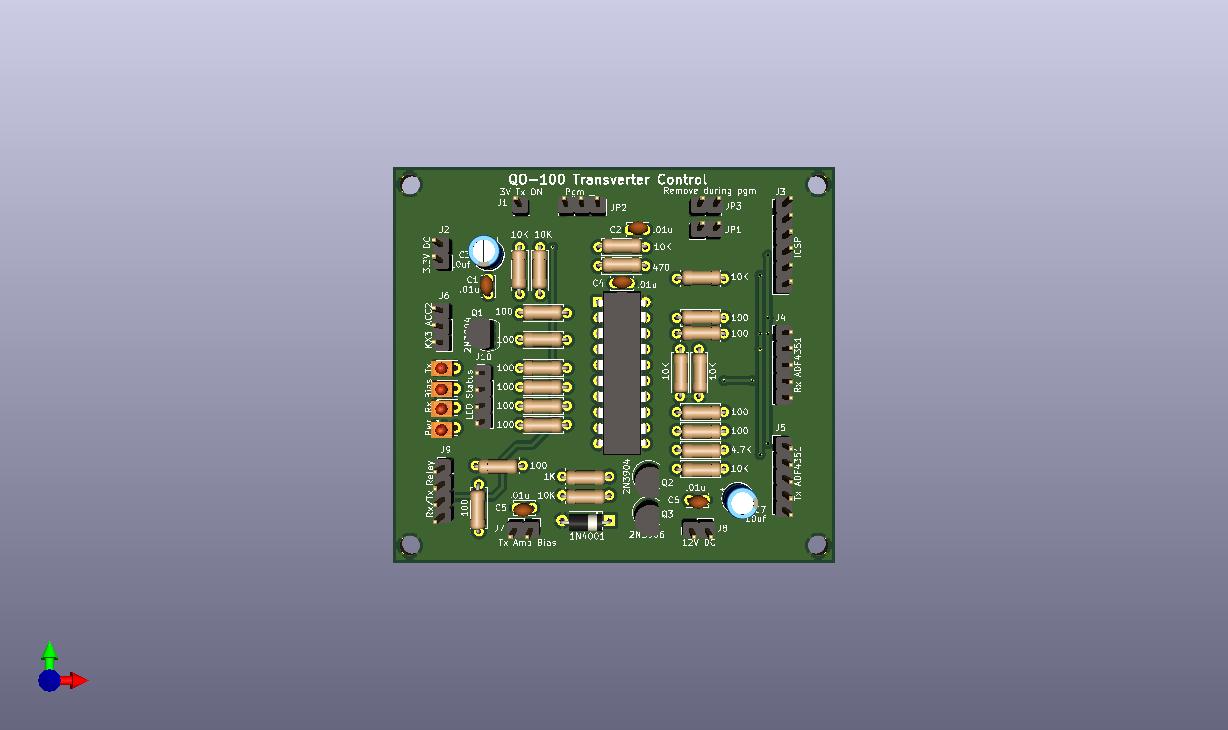 QO-100 Transverter Control
3V Tx ON
Pgm
Remove during pgm
J3
J1
JP2
JP3
J2
10K
10K
C2
.01u
JP1
3.3V DC
10K
ICSP
10uf
470
C1
.01u
C4
.01u
10K
J6
Q1
100
100
J4
KX3 ACC2
100
100
J10
Tx
100
10K
10K
Rx ADF4351
Rx Bias
LED Status
100
100
100
100
Pwr
100
J5
J9
4.7K
100
10K
Rx/Tx Relay
1K
2N3904
Q2
Tx ADF4351
100
.01u
10K
.01u
C6
C5
C7
Q3
10uf
J7
1N4001
J8
Tx Amp Bias
12V DC